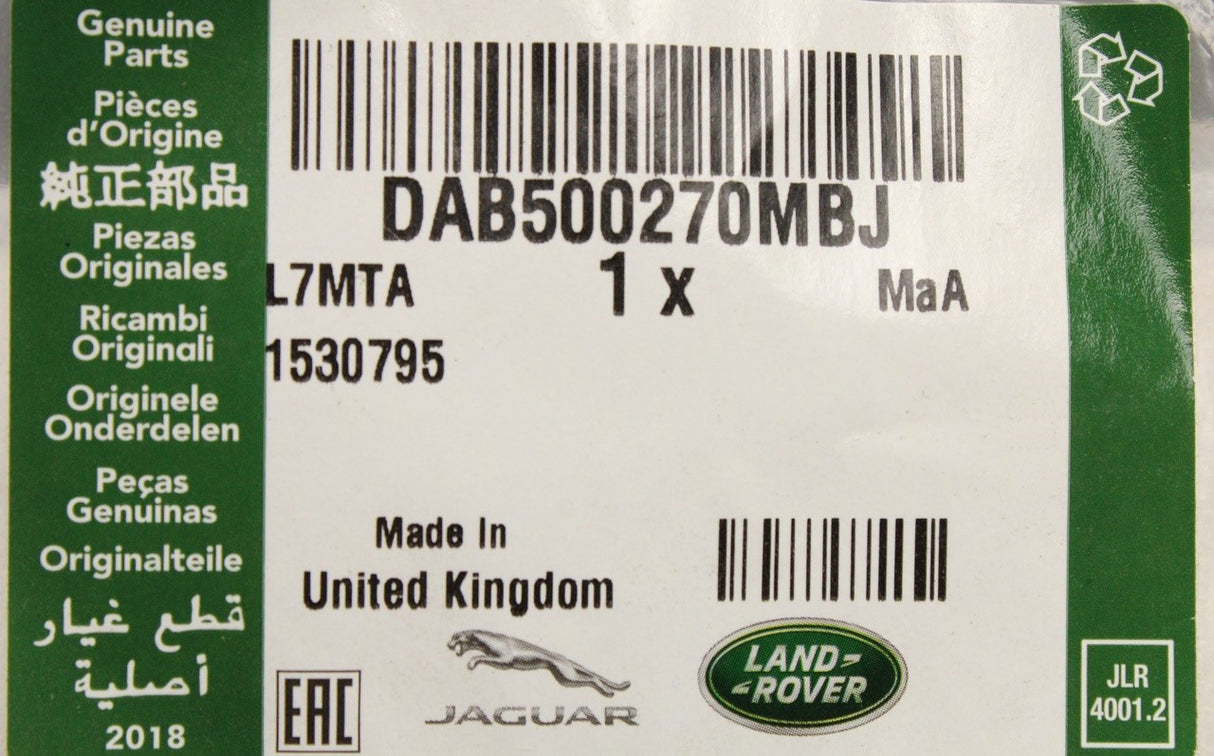 Genuine
Parts
Pièces
d'Origine
純正部品
Piezas
Originales
Ricambi
Originali
Originele
Onderdelen
Peças
Genuinas
Originalteile
قطع غيار
أصلية
2018
DAB500270MBJ
L7MTA 1 x MaA
1530795
Made In
United Kingdom
EAC
JAGUAR
LAND-
-ROVER
JLR
4001.2